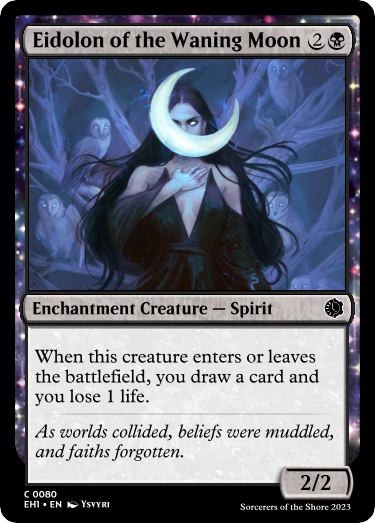 Eidolon of the Waning Moon 2
Enchantment Creature — Spirit
When this creature enters or leaves
the battlefield, you draw a card and
you lose 1 life.
As worlds collided, beliefs were muddled,
and faiths forgotten.
2/2
C 0080
EH1 • EN Ysvyri
Sorcerers of the Shore 2023